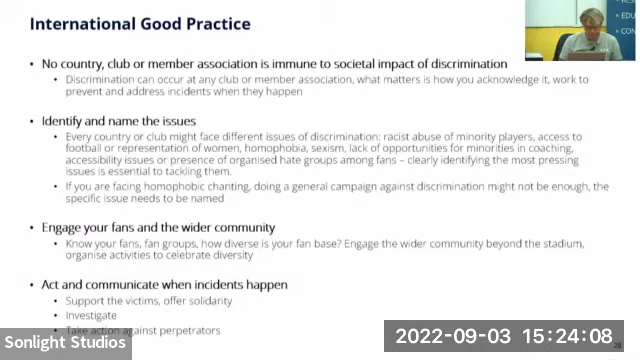 International Good Practice
• No country, club or member association is immune to societal impact of discrimination
• Discrimination can occur at any club or member association, what matters is how you acknowledge it, work to
prevent and address incidents when they happen
• Identify and name the issues
• Every country or club might face different issues of discrimination: racist abuse of minority players, access to
football or representation of women, homophobia, sexism, lack of opportunities for minorities in coaching,
accessibility issues or presence of organised hate groups among fans – clearly identifying the most pressing
issues is essential to tackling them.
• If you are facing homophobic chanting, doing a general campaign against discrimination might not be enough, the
specific issue needs to be named
• Engage your fans and the wider community
• Know your fans, fan groups, how diverse is your fan base? Engage the wider community beyond the stadium,
organise activities to celebrate diversity
• Act and communicate when incidents happen
• Support the victims, offer solidarity
• Investigate
• Take action against perpetrators
Sonlight Studios
2022-09-03 15:24:08
28
• EDU
• CON